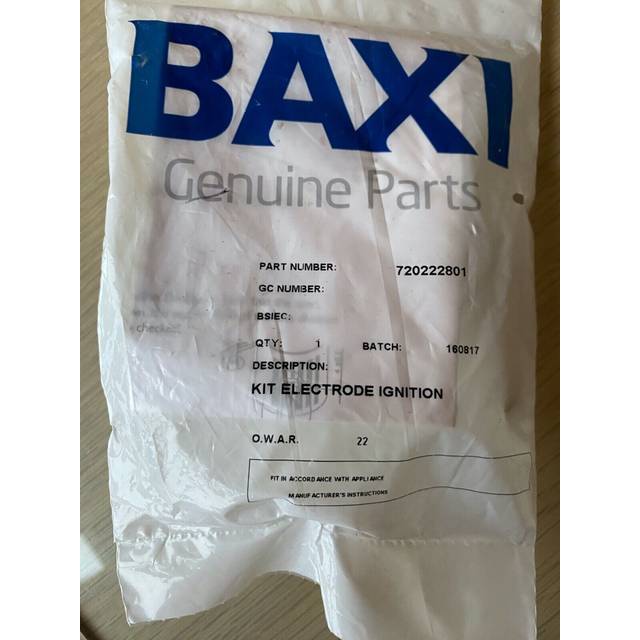 BAXI
Genuine Parts
PART NUMBER: 720222801
GC NUMBER:
BSIEC:
QTY: 1 BATCH: 160817
DESCRIPTION:
KIT ELECTRODE IGNITION
O.W.A.R. 22
FIT IN ACCORDANCE WITH APPLIANCE
MANUFACTURER'S INSTRUCTIONS
checked